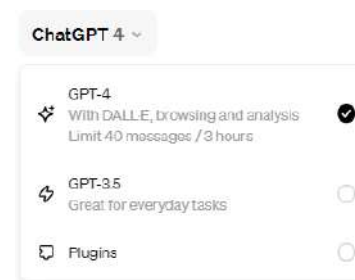 ChatGPT 4
GPT-4
With DALL·E, browsing and analysis
Limit 40 messages / 3 hours
GPT-3.5
Great for everyday tasks
Plugins